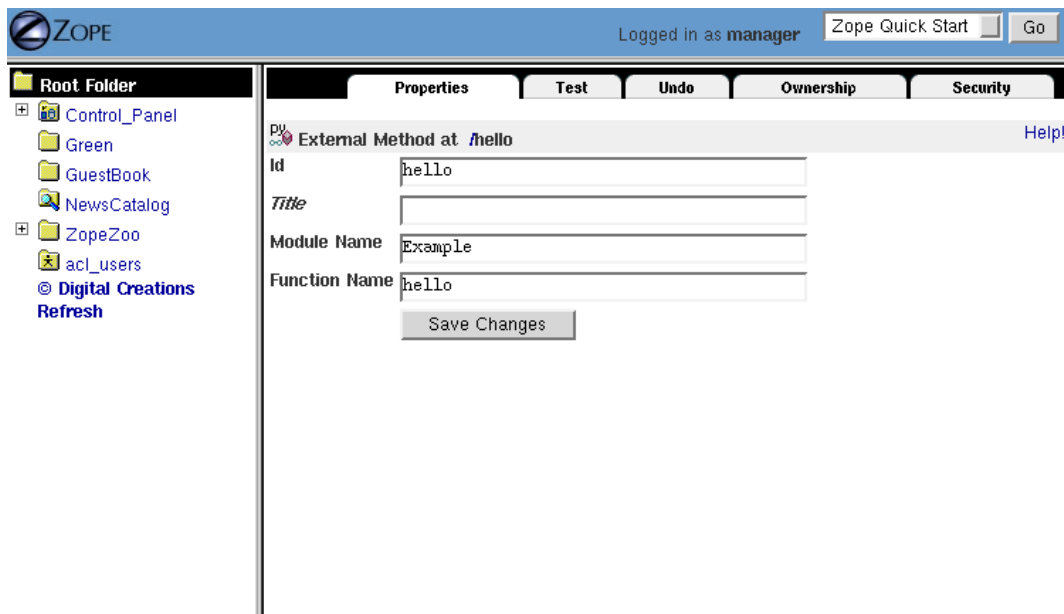 ZOPE
Logged in as manager
Zope Quick Start
Go
Root Folder
Control_Panel
Green
GuestBook
NewsCatalog
ZopeZoo
acl_users
© Digital Creations
Refresh
Properties Test Undo Ownership Security
External Method at /hello
Help!
Id hello
Title
Module Name Example
Function Name hello
Save Changes